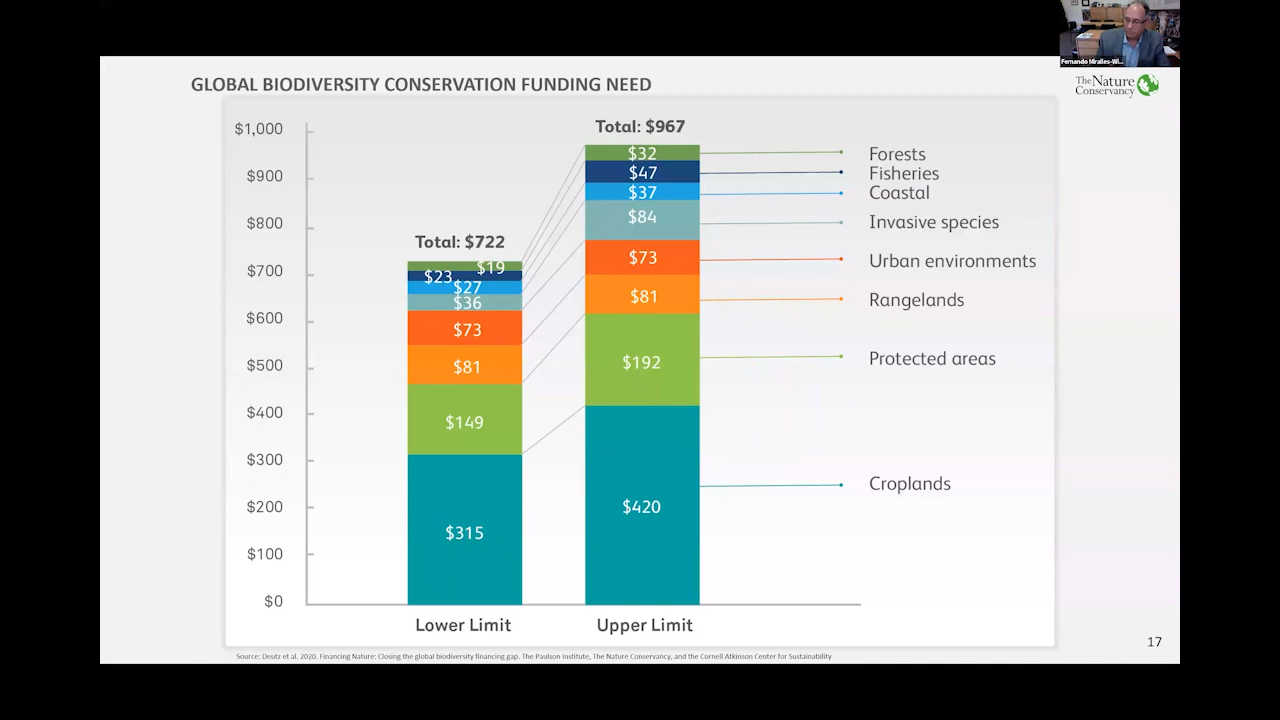 Fernando Miralles-Wi...
GLOBAL BIODIVERSITY CONSERVATION FUNDING NEED
The Nature
Conservancy
$1,000
$900
$800
$700
$600
$500
$400
$300
$200
$100
$0
Total: $722
$19
$23
$27
$36
$73
$81
$149
$315
Lower Limit
Total: $967
$32
$47
$37
$84
$73
$81
$192
$420
Upper Limit
Forests
Fisheries
Coastal
Invasive species
Urban environments
Rangelands
Protected areas
Croplands
17
Source: Deutz et al. 2020. Financing Nature: Closing the global biodiversity financing gap. The Paulson Institute, The Nature Conservancy, and the Cornell Atkinson Center for Sustainability